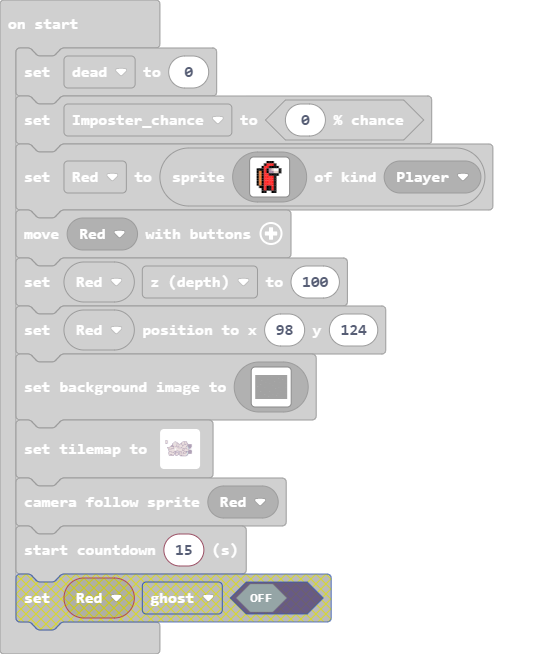 on start
set dead to 0
set Imposter_chance to 0 % chance
set Red to sprite of kind Player
move Red with buttons
set Red z (depth) to 100
set Red position to x 98 y 124
set background image to
set tilemap to
camera follow sprite Red
start countdown 15 (s)
set Red ghost OFF